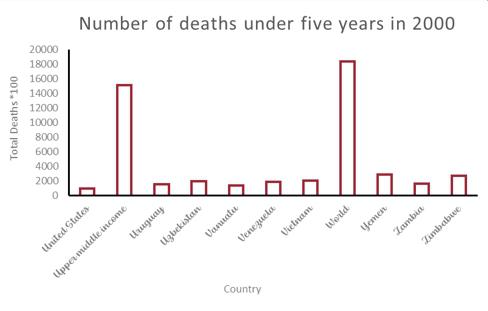 Number of deaths under five years in 2000
Total Deaths *100
20000
18000
16000
14000
12000
10000
8000
6000
4000
2000
0
United States
Upper middle income
Uruguay
Uzbekistan
Vanuatu
Venezuela
Vietnam
World
Yemen
Zambia
Zimbabwe
Country